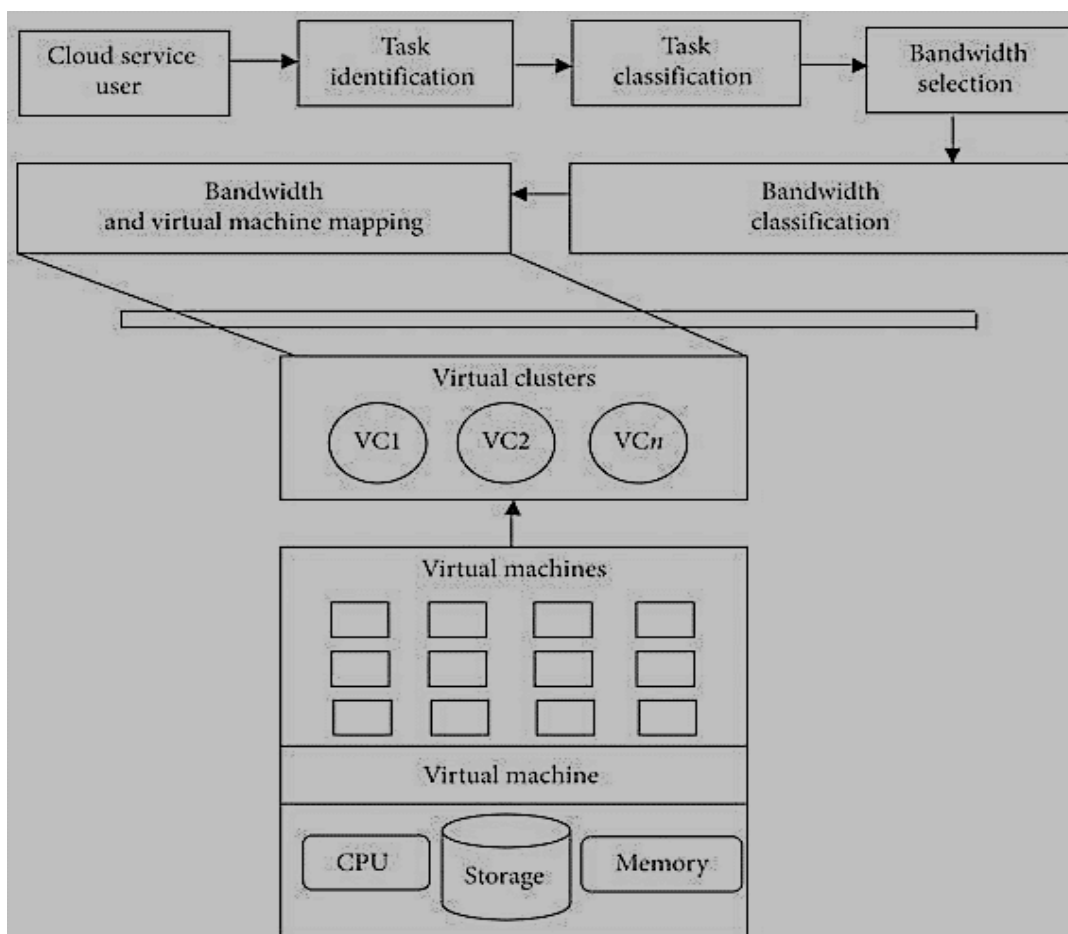 Cloud service
user
Task
identification
Task
classification
Bandwidth
selection
Bandwidth
and virtual machine mapping
Bandwidth
classification
Virtual clusters
VC1
VC2
VCn
Virtual machines
Virtual machine
CPU
Storage
Memory